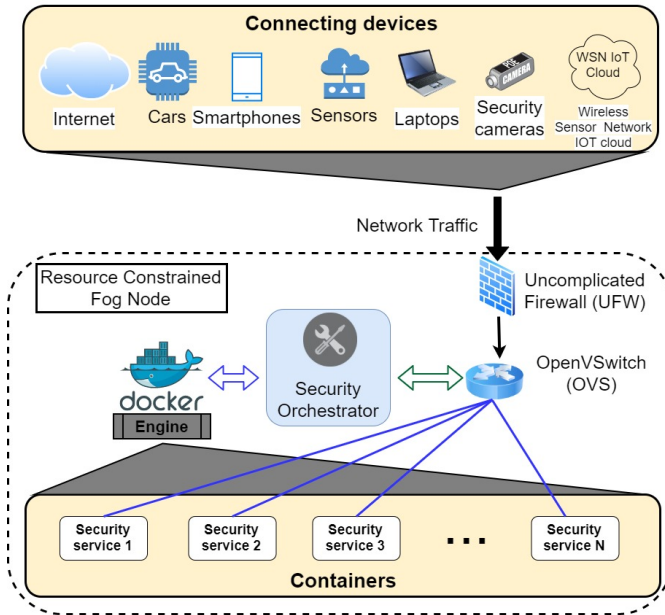 Connecting devices
WSN IoT
Cloud
POE
CAMERA
Internet
Cars
Smartphones
Sensors
Laptops
Security
cameras
Wireless
Sensor Network
IOT cloud
Network Traffic
Resource Constrained
Fog Node
Uncomplicated
Firewall (UFW)
OpenVSwitch
(OVS)
Security
Orchestrator
docker
Engine
Security
service 1
Security
service 2
Security
service 3
...
Security
service N
Containers